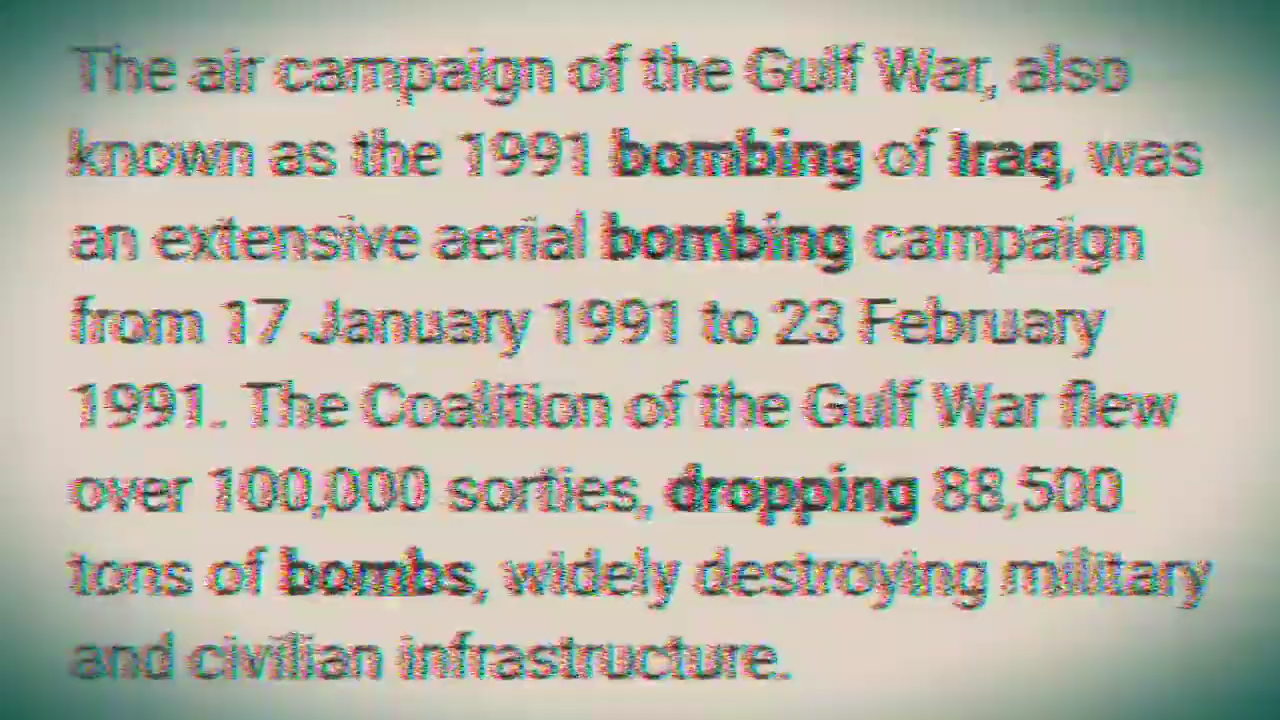 The air campaign of the Gulf War, also
known as the 1991 bombing of Iraq, was
an extensive aerial bombing campaign
from 17 January 1991 to 23 February
1991. The Coalition of the Gulf War flew
over 100,000 sorties, dropping 88,500
tons of bombs, widely destroying military
and civilian infrastructure.